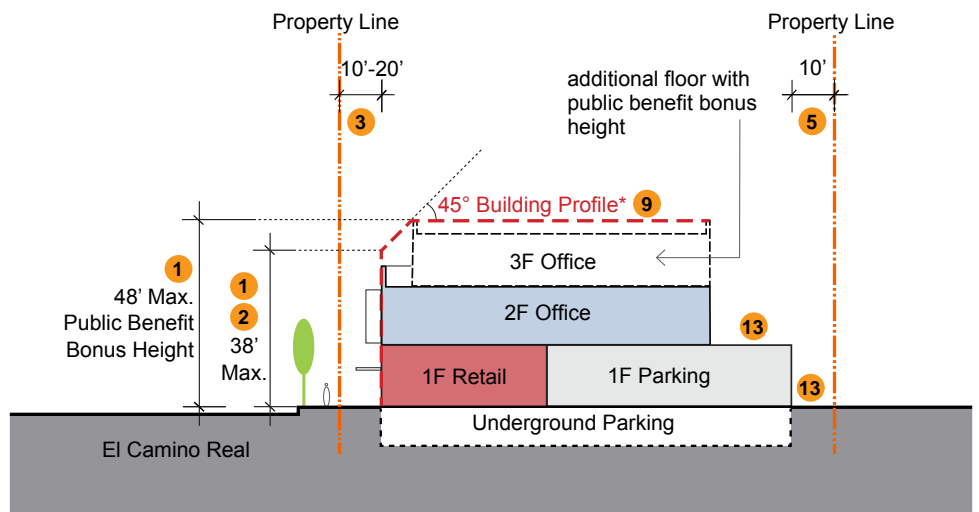 Property Line
Property Line
10’-20’
10’
3
5
additional floor with
public benefit bonus
height
45° Building Profile*
9
3F Office
1
48’ Max.
Public Benefit
Bonus Height
1
2
38’
Max.
2F Office
13
1F Retail
1F Parking
13
Underground Parking
El Camino Real